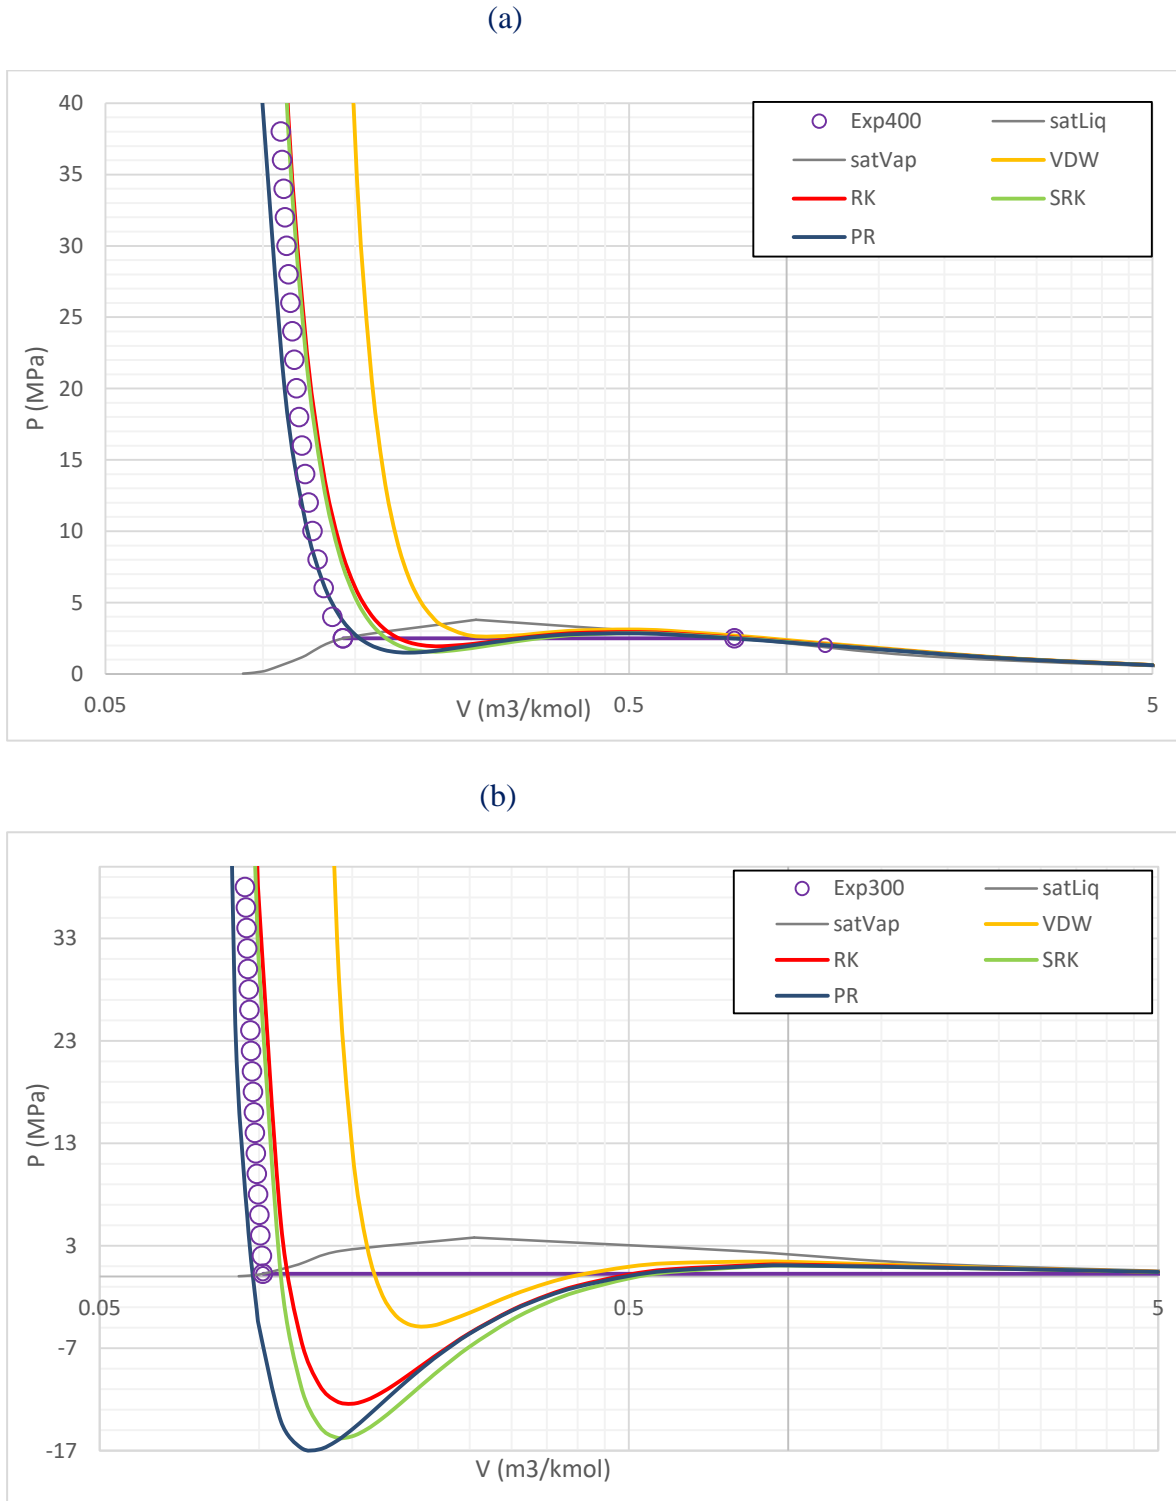 (a)
40
35
30
25
20
15
10
5
0
P (MPa)
0.05
0.5
5
V (m3/kmol)
Exp400
satLiq
satVap
VDW
RK
SRK
PR
(b)
33
23
13
3
-7
-17
P (MPa)
0.05
0.5
5
V (m3/kmol)
Exp300
satLiq
satVap
VDW
RK
SRK
PR